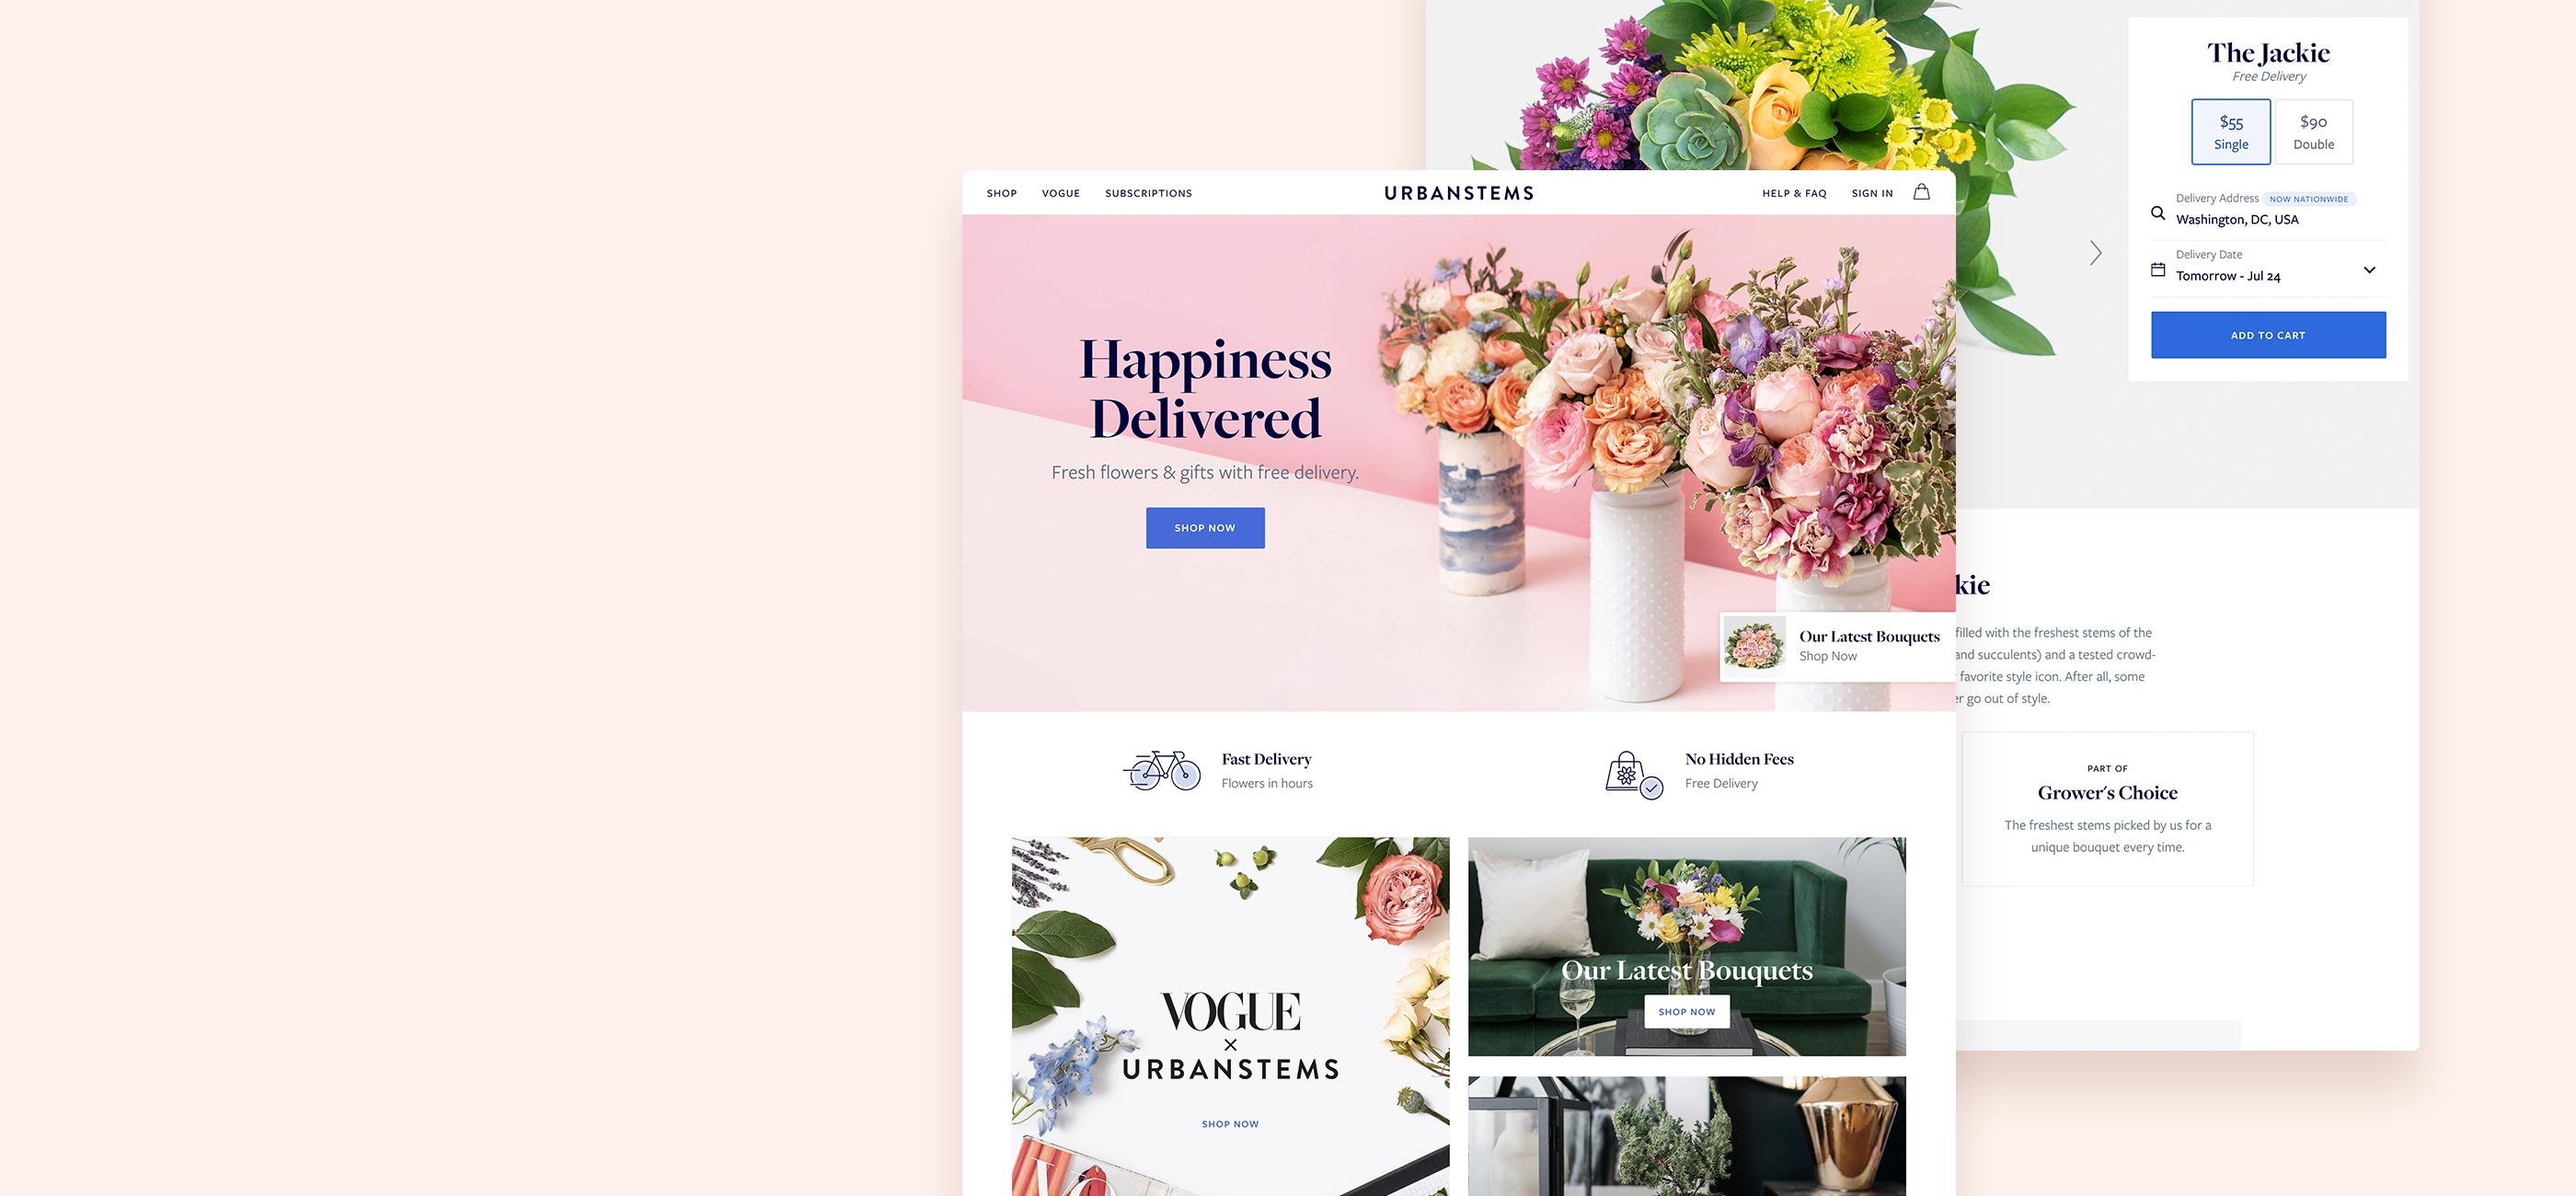 The Jackie
Free Delivery
$55
Single
$90
Double
Delivery Address NOW NATIONWIDE
Washington, DC, USA
Delivery Date
Tomorrow - Jul 24
ADD TO CART
SHOP VOGUE SUBSCRIPTIONS URBANSTEMS HELP & FAQ SIGN IN
Happiness
Delivered
Fresh flowers & gifts with free delivery.
SHOP NOW
Our Latest Bouquets
Shop Now
Fast Delivery
Flowers in hours
No Hidden Fees
Free Delivery
VOGUE
×
URBANSTEMS
SHOP NOW
Our Latest Bouquets
SHOP NOW
kie
filled with the freshest stems of the
and succulents) and a tested crowd-
favorite style icon. After all, some
go out of style.
PART OF
Grower's Choice
The freshest stems picked by us for a
unique bouquet every time.